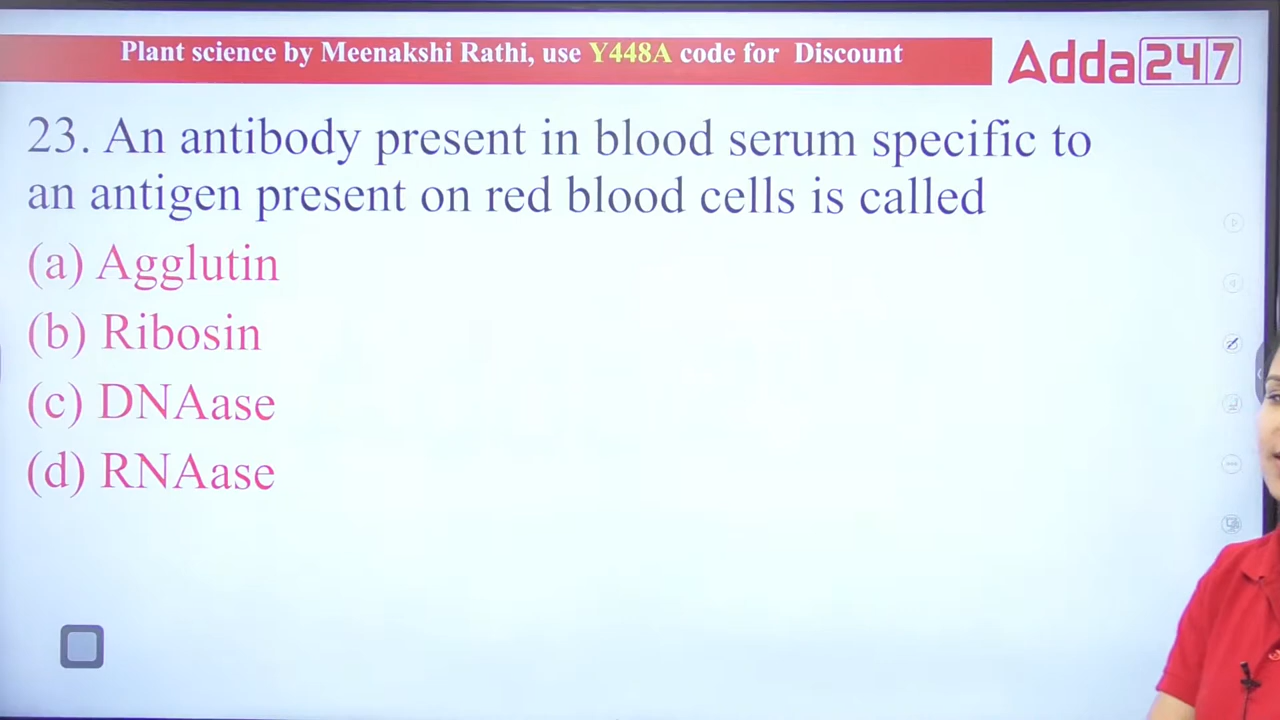 Plant science by Meenakshi Rathi, use Y448A code for Discount
Adda247
23. An antibody present in blood serum specific to
an antigen present on red blood cells is called
(a) Agglutin
(b) Ribosin
(c) DNAase
(d) RNAase